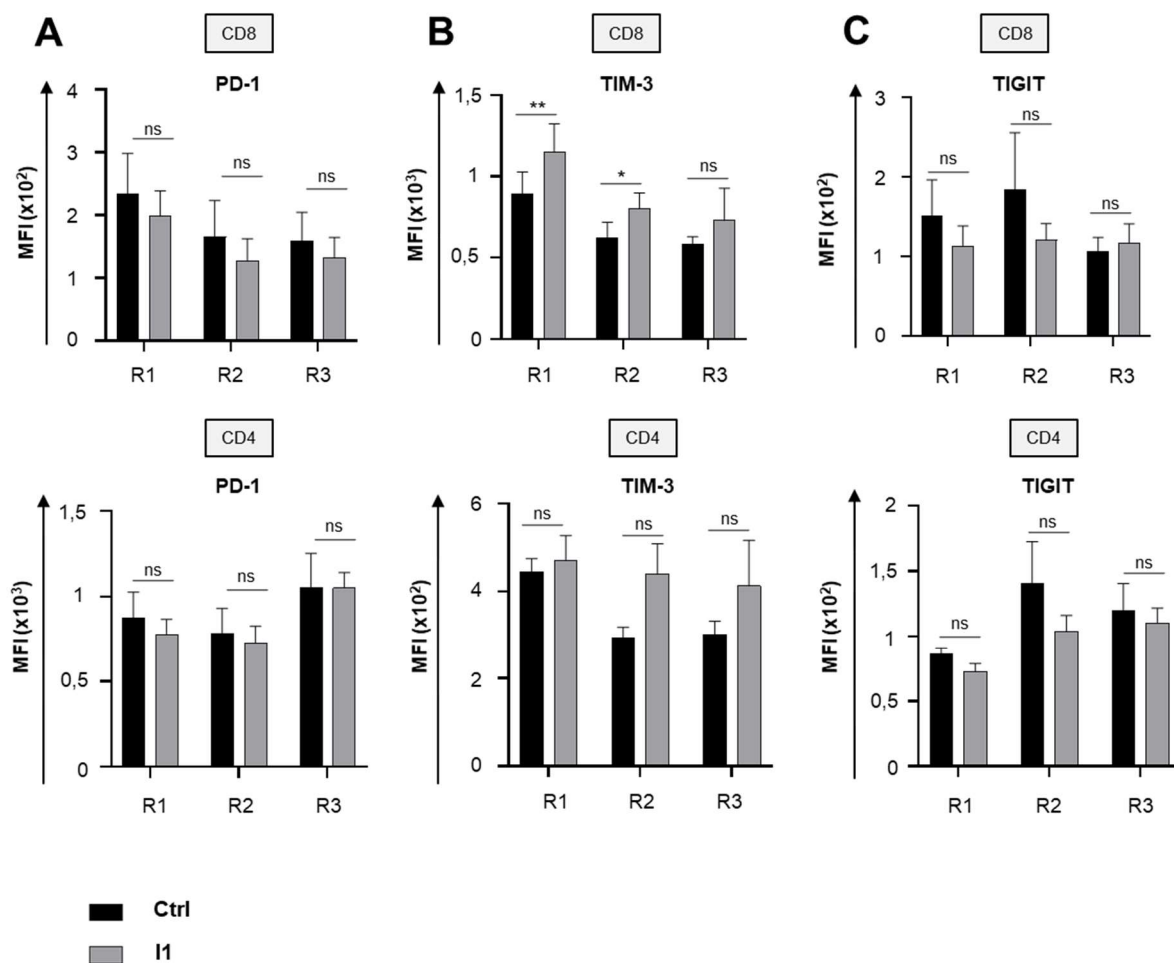 A
CD8
PD-1
MFI (x10²)
4
3
2
1
0
ns
ns
ns
R1 R2 R3
B
CD8
TIM-3
MFI (x10³)
1,5
1
0,5
0
**
*
ns
R1 R2 R3
C
CD8
TIGIT
MFI (x10²)
3
2
1
0
ns
ns
ns
R1 R2 R3
CD4
PD-1
MFI (x10³)
1,5
1
0,5
0
ns
ns
ns
R1 R2 R3
CD4
TIM-3
MFI (x10²)
6
4
2
0
ns
ns
ns
R1 R2 R3
CD4
TIGIT
MFI (x10²)
2
1,5
1
0,5
0
ns
ns
ns
R1 R2 R3
Ctrl
I1